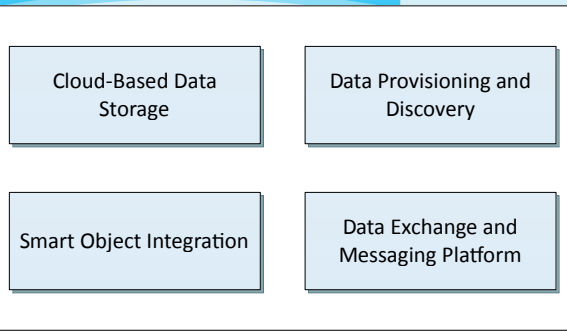 Cloud-Based Data
Storage
Data Provisioning and
Discovery
Smart Object Integration
Data Exchange and
Messaging Platform